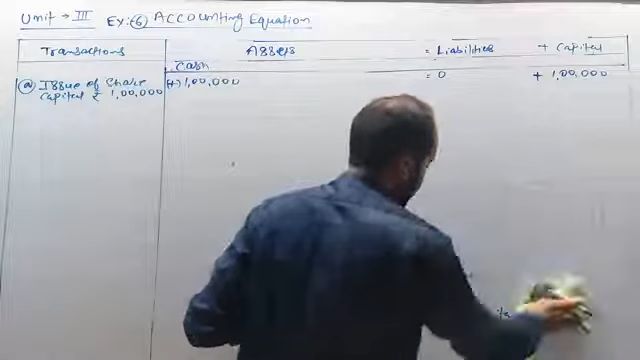 Unit → III Ex:⑥ Accounting Equation
Transactions Assets = Liabilities + Capital
Cash
ⓐ Issue of Share (+) 1,00,000 = 0 + 1,00,000
Capital ₹ 1,00,000